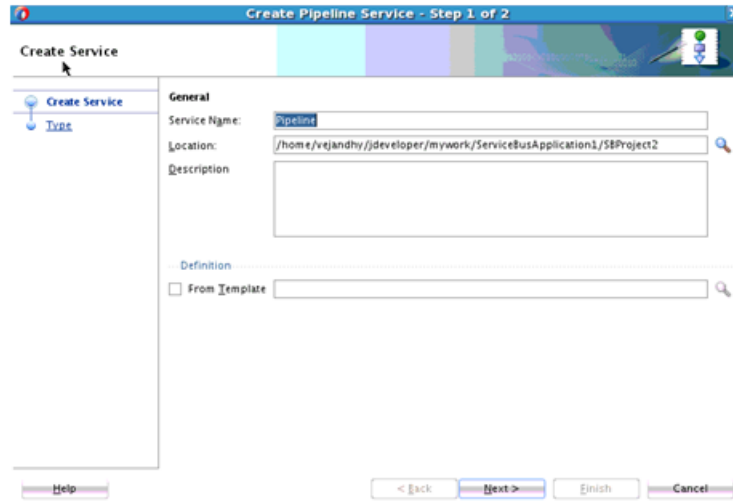 Create Pipeline Service - Step 1 of 2
Create Service
Create Service
Type
General
Service Name: Pipeline
Location: /home/vejandhy/jdeveloper/mywork/ServiceBusApplication1/SBProject2
Description
Definition
From Template
Help < Back Next > Finish Cancel